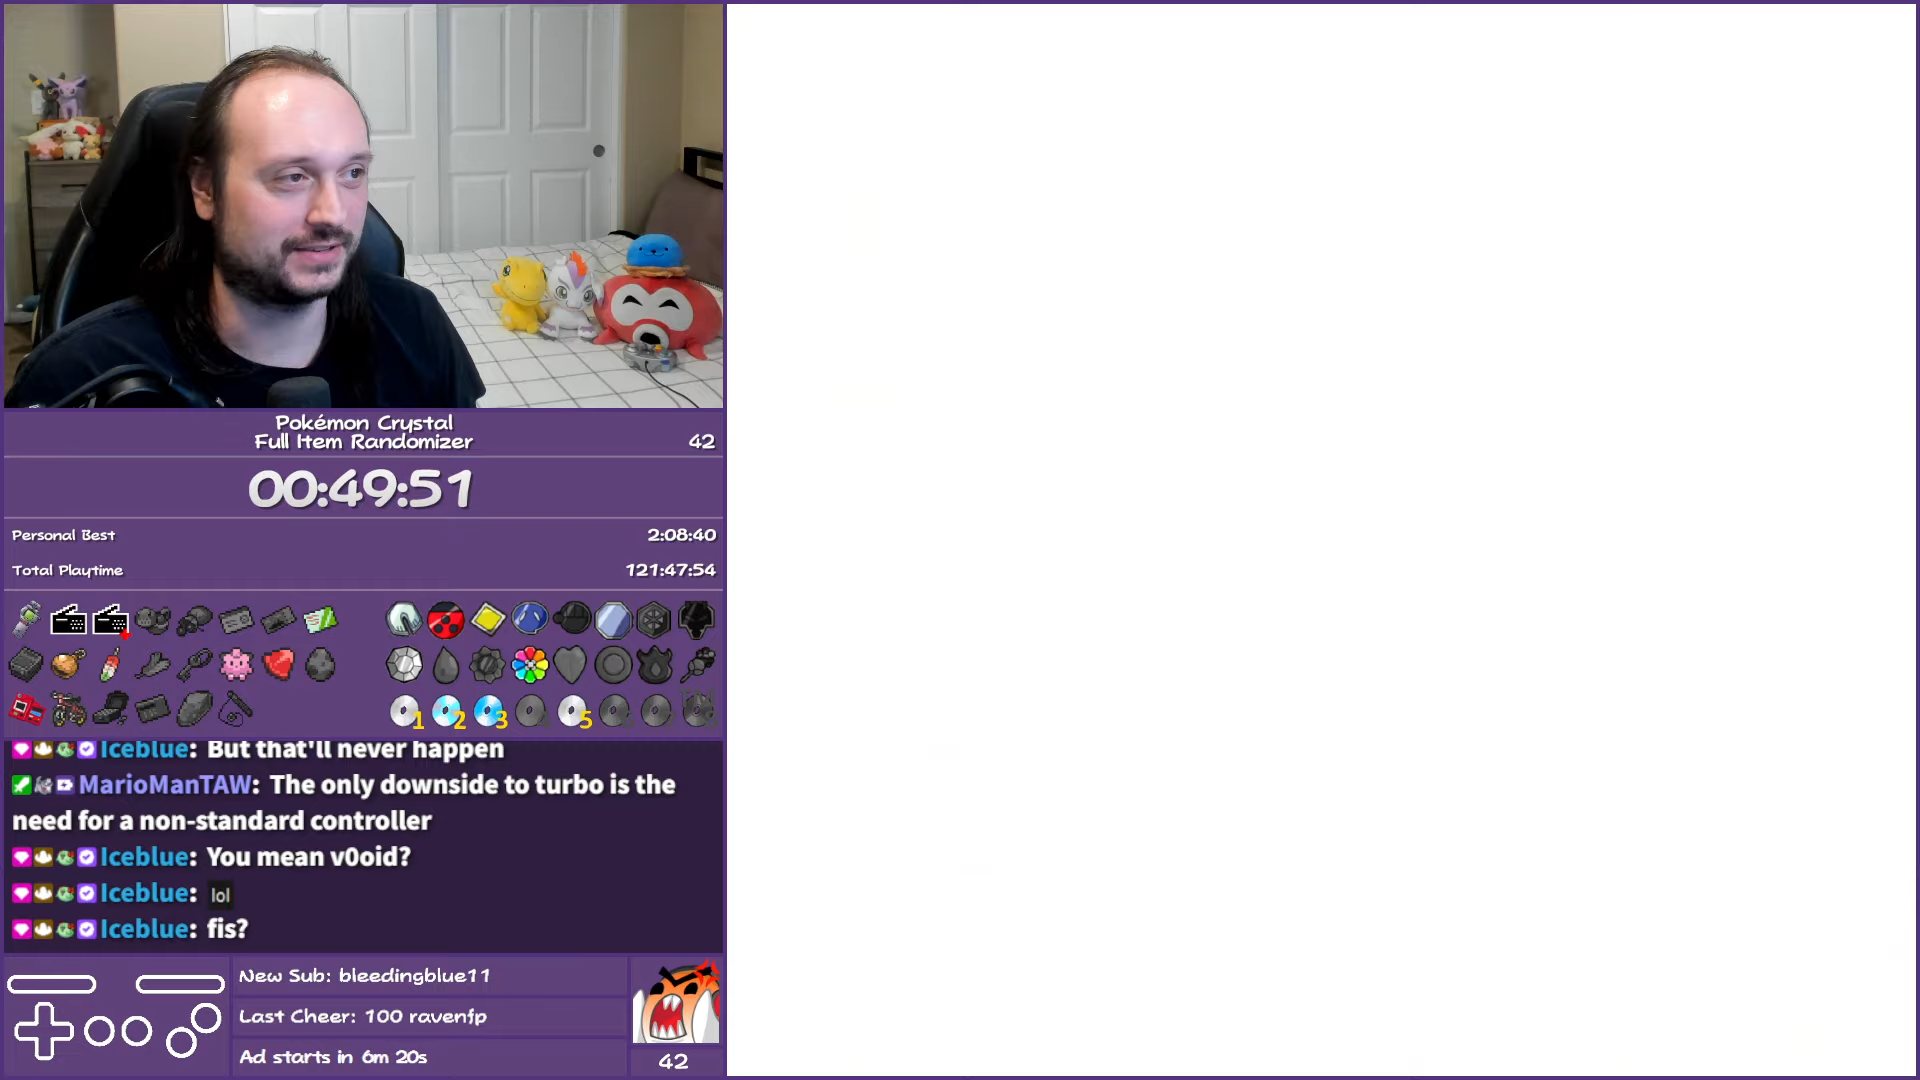 Pokémon Crystal
Full Item Randomizer
42
00:49:51
Personal Best
2:08:40
Total Playtime
121:47:54
1
2
3
5
Iceblue: But that'll never happen
MarioManTAW: The only downside to turbo is the
need for a non-standard controller
Iceblue: You mean v0oid?
Iceblue: lol
Iceblue: fis?
New Sub: bleedingblue11
Last Cheer: 100 ravenfp
Ad starts in 6m 20s
42